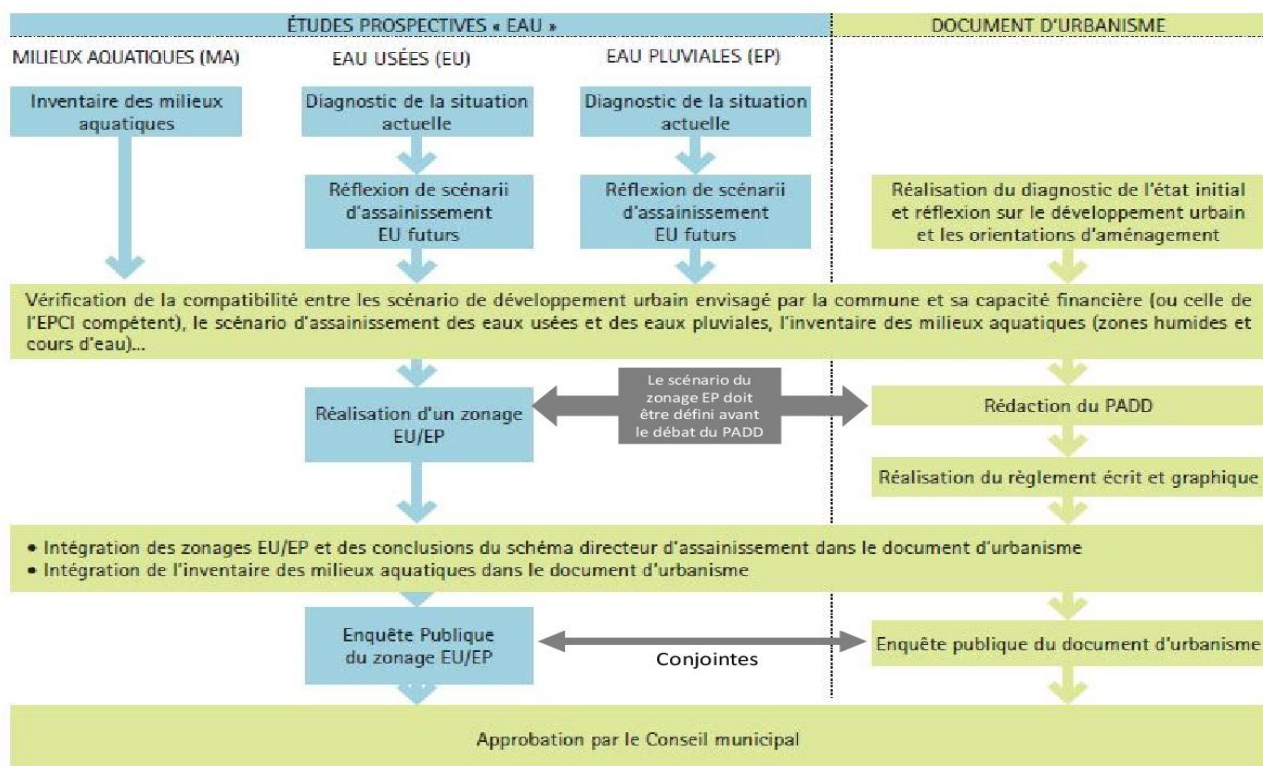 ÉTUDES PROSPECTIVES « EAU »
DOCUMENT D'URBANISME
MILIEUX AQUATIQUES (MA)
EAU USÉES (EU)
EAU PLUVIALES (EP)
Inventaire des milieux
aquatiques
Diagnostic de la situation
actuelle
Diagnostic de la situation
actuelle
Réflexion de scénarii
d'assainissement
EU futurs
Réflexion de scénarii
d'assainissement
EU futurs
Réalisation du diagnostic de l'état initial
et réflexion sur le développement urbain
et les orientations d'aménagement
Vérification de la compatibilité entre les scénario de développement urbain envisagé par la commune et sa capacité financière (ou celle de
l'EPCI compétent), le scénario d'assainissement des eaux usées et des eaux pluviales, l'inventaire des milieux aquatiques (zones humides et
cours d'eau)...
Réalisation d'un zonage
EU/EP
Le scénario du
zonage EP doit
être défini avant
le débat du PADD
Rédaction du PADD
Réalisation du règlement écrit et graphique
• Intégration des zonages EU/EP et des conclusions du schéma directeur d'assainissement dans le document d'urbanisme
• Intégration de l'inventaire des milieux aquatiques dans le document d'urbanisme
Enquête Publique
du zonage EU/EP
Conjointes
Enquête publique du document d'urbanisme
Approbation par le Conseil municipal